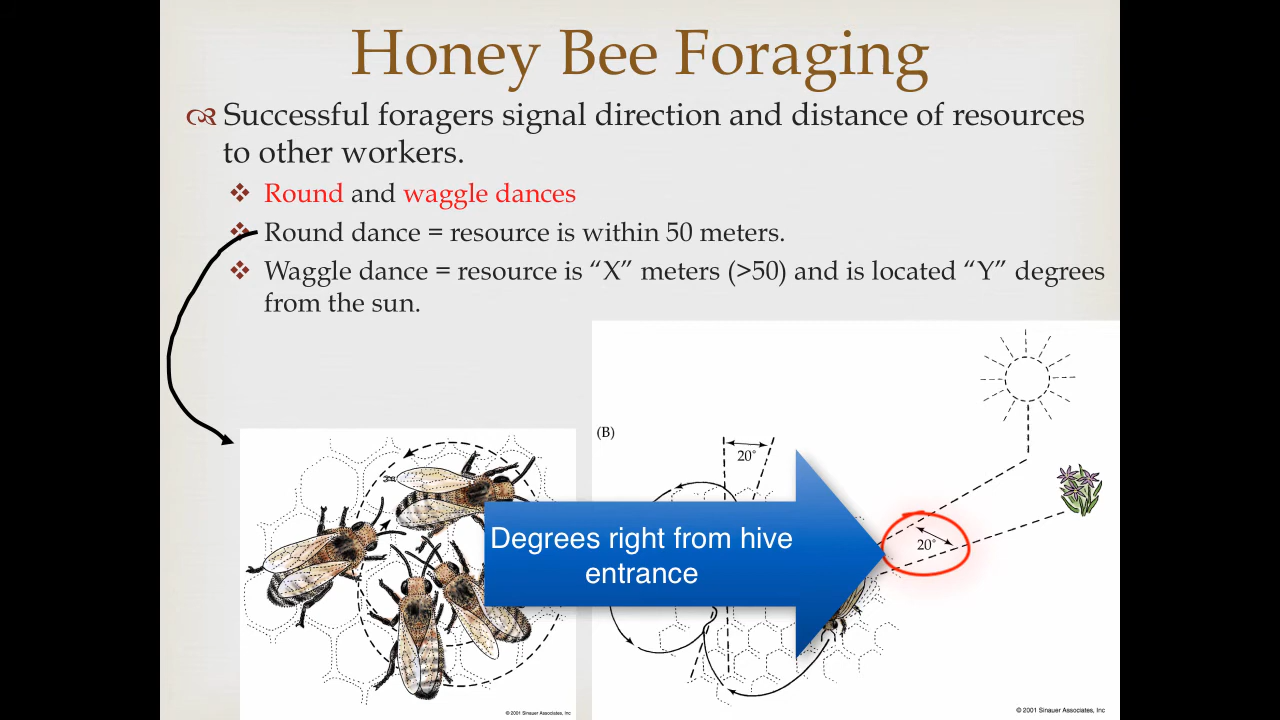 Honey Bee Foraging
Successful foragers signal direction and distance of resources
to other workers.
Round and waggle dances
Round dance = resource is within 50 meters.
Waggle dance = resource is “X” meters (>50) and is located “Y” degrees
from the sun.
(B)
20°
Degrees right from hive
entrance
20°
© 2001 Sinauer Associates, Inc
© 2001 Sinauer Associates, Inc